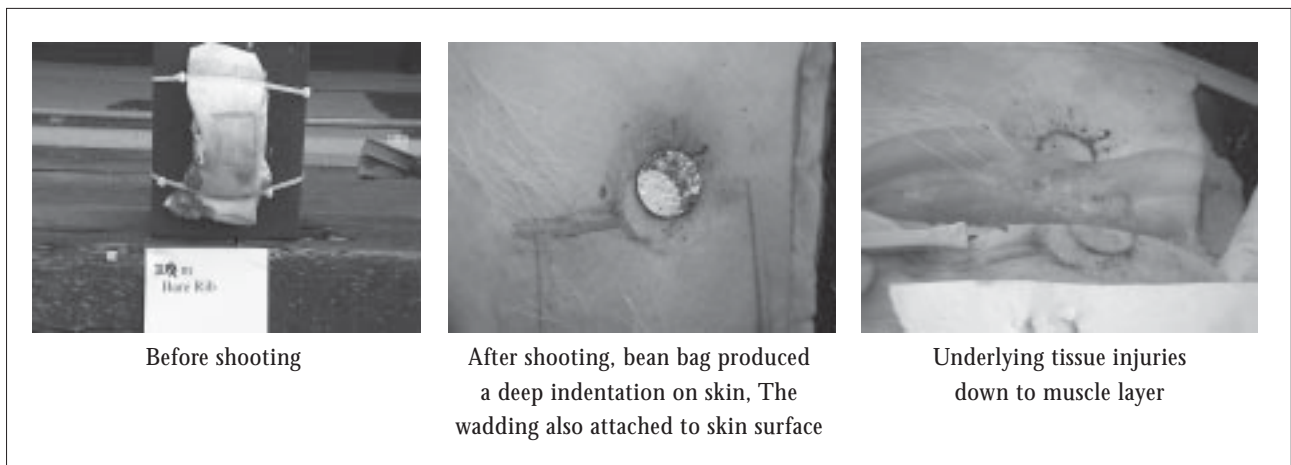 m
Bare Rib
Before shooting
After shooting, bean bag produced
a deep indentation on skin, The
wadding also attached to skin surface
Underlying tissue injuries
down to muscle layer